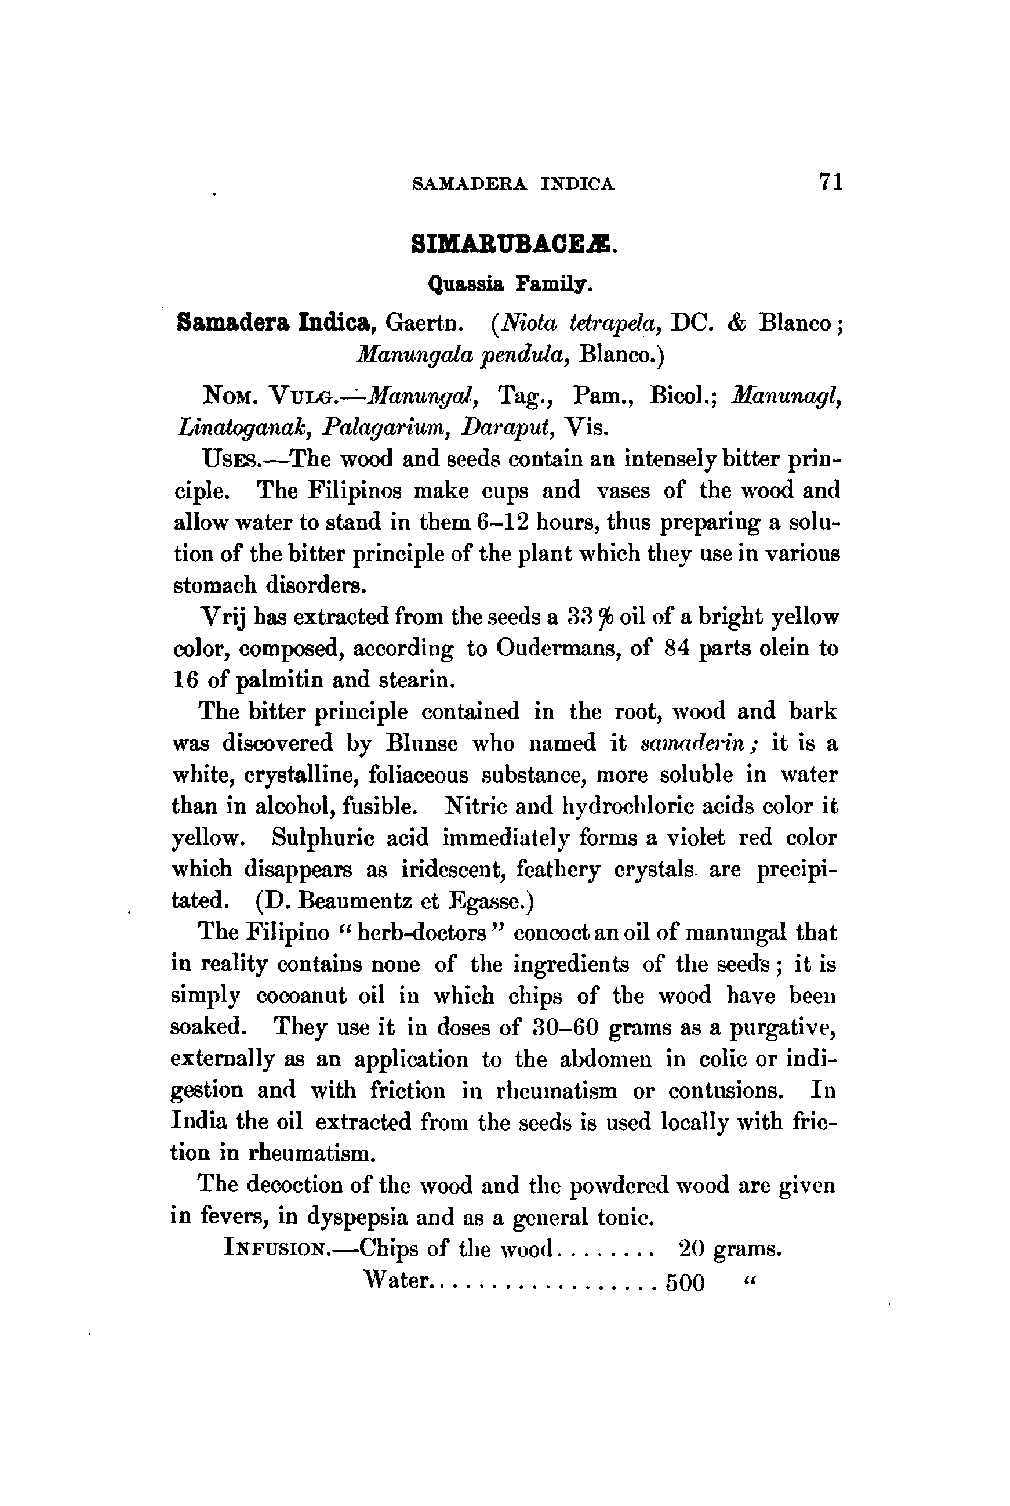 SAMADERA INDICA 71
SIMARUBACEÆ.
Quassia Family.
Samadera Indica, Gaertn. (Niota tetrapela, DC. & Blanco;
Manungala pendula, Blanco.)
NOM. VULG.—Manungal, Tag., Pam., Bicol.; Manunagl,
Linatoganak, Palagarium, Daraput, Vis.
USES.—The wood and seeds contain an intensely bitter prin-
ciple. The Filipinos make cups and vases of the wood and
allow water to stand in them 6–12 hours, thus preparing a solu-
tion of the bitter principle of the plant which they use in various
stomach disorders.
Vrij has extracted from the seeds a 33% oil of a bright yellow
color, composed, according to Oudermans, of 84 parts olein to
16 of palmitin and stearin.
The bitter principle contained in the root, wood and bark
was discovered by Blunse who named it samaderin; it is a
white, crystalline, foliaceous substance, more soluble in water
than in alcohol, fusible. Nitric and hydrochloric acids color it
yellow. Sulphuric acid immediately forms a violet red color
which disappears as iridescent, feathery crystals are precipi-
tated. (D. Beaumentz et Egasse.)
The Filipino “herb-doctors” concoct an oil of manungal that
in reality contains none of the ingredients of the seeds; it is
simply cocoanut oil in which chips of the wood have been
soaked. They use it in doses of 30–60 grams as a purgative,
externally as an application to the abdomen in colic or indi-
gestion and with friction in rheumatism or contusions. In
India the oil extracted from the seeds is used locally with fric-
tion in rheumatism.
The decoction of the wood and the powdered wood are given
in fevers, in dyspepsia and as a general tonic.
INFUSION.—Chips of the wood........ 20 grams.
Water.................. 500 “